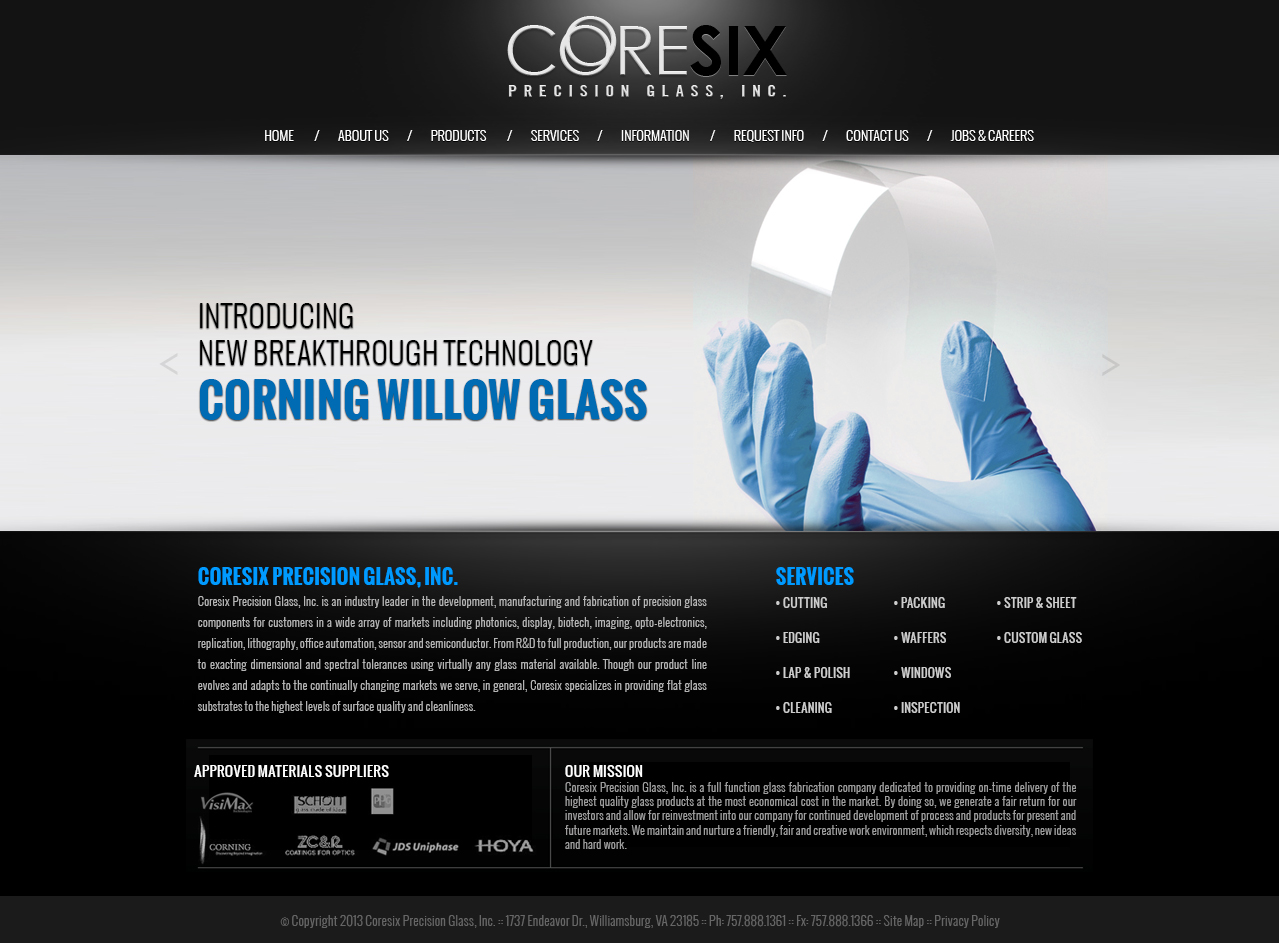 CORESIX
PRECISION GLASS, INC.
HOME / ABOUT US / PRODUCTS / SERVICES / INFORMATION / REQUEST INFO / CONTACT US / JOBS & CAREERS
INTRODUCING
NEW BREAKTHROUGH TECHNOLOGY
< >
CORNING WILLOW GLASS
CORESIX PRECISION GLASS, INC.
Coresix Precision Glass, Inc. is an industry leader in the development, manufacturing and fabrication of precision glass
components for customers in a wide array of markets including photonics, display, biotech, imaging, opto-electronics,
replication, lithography, office automation, sensor and semiconductor. From R&D to full production, our products are made
to exacting dimensional and spectral tolerances using virtually any glass material available. Though our product line
evolves and adapts to the continually changing markets we serve, in general, Coresix specializes in providing flat glass
substrates to the highest levels of surface quality and cleanliness.
SERVICES
• CUTTING • PACKING • STRIP & SHEET
• EDGING • WAFFERS • CUSTOM GLASS
• LAP & POLISH • WINDOWS
• CLEANING • INSPECTION
APPROVED MATERIALS SUPPLIERS
VisiMax SCHOTT
glass made of ideas
CORNING ZC&R JDS Uniphase HOYA
COATINGS FOR OPTICS
OUR MISSION
Coresix Precision Glass, Inc. is a full function glass fabrication company dedicated to providing on-time delivery of the
highest quality glass products at the most economical cost in the market. By doing so, we generate a fair return for our
investors and allow for reinvestment into our company for continued development of process and products for present and
future markets. We maintain and nurture a friendly, fair and creative work environment, which respects diversity, new ideas
and hard work.
© Copyright 2013 Coresix Precision Glass, Inc. :: 1737 Endeavor Dr., Williamsburg, VA 23185 :: Ph: 757.888.1361 :: Fx: 757.888.1366 :: Site Map :: Privacy Policy